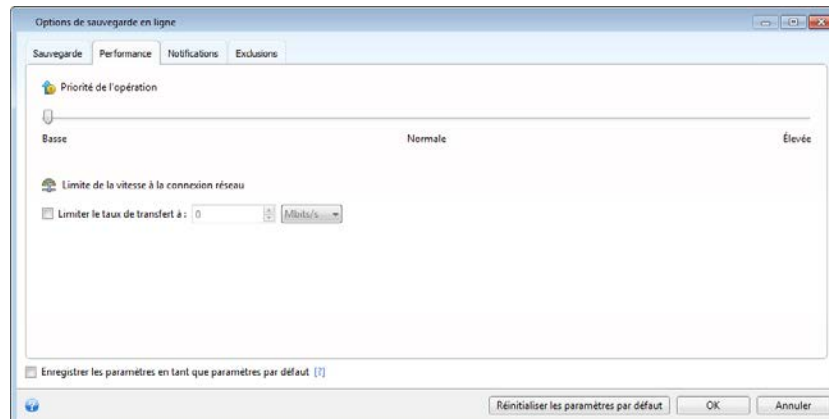 Options de sauvegarde en ligne
Sauvegarde Performance Notifications Exclusions
Priorité de l'opération
Basse Normale Élevée
Limite de la vitesse à la connexion réseau
Limiter le taux de transfert à : 0 Mbits/s
Enregistrer les paramètres en tant que paramètres par défaut [?]
Réinitialiser les paramètres par défaut OK Annuler